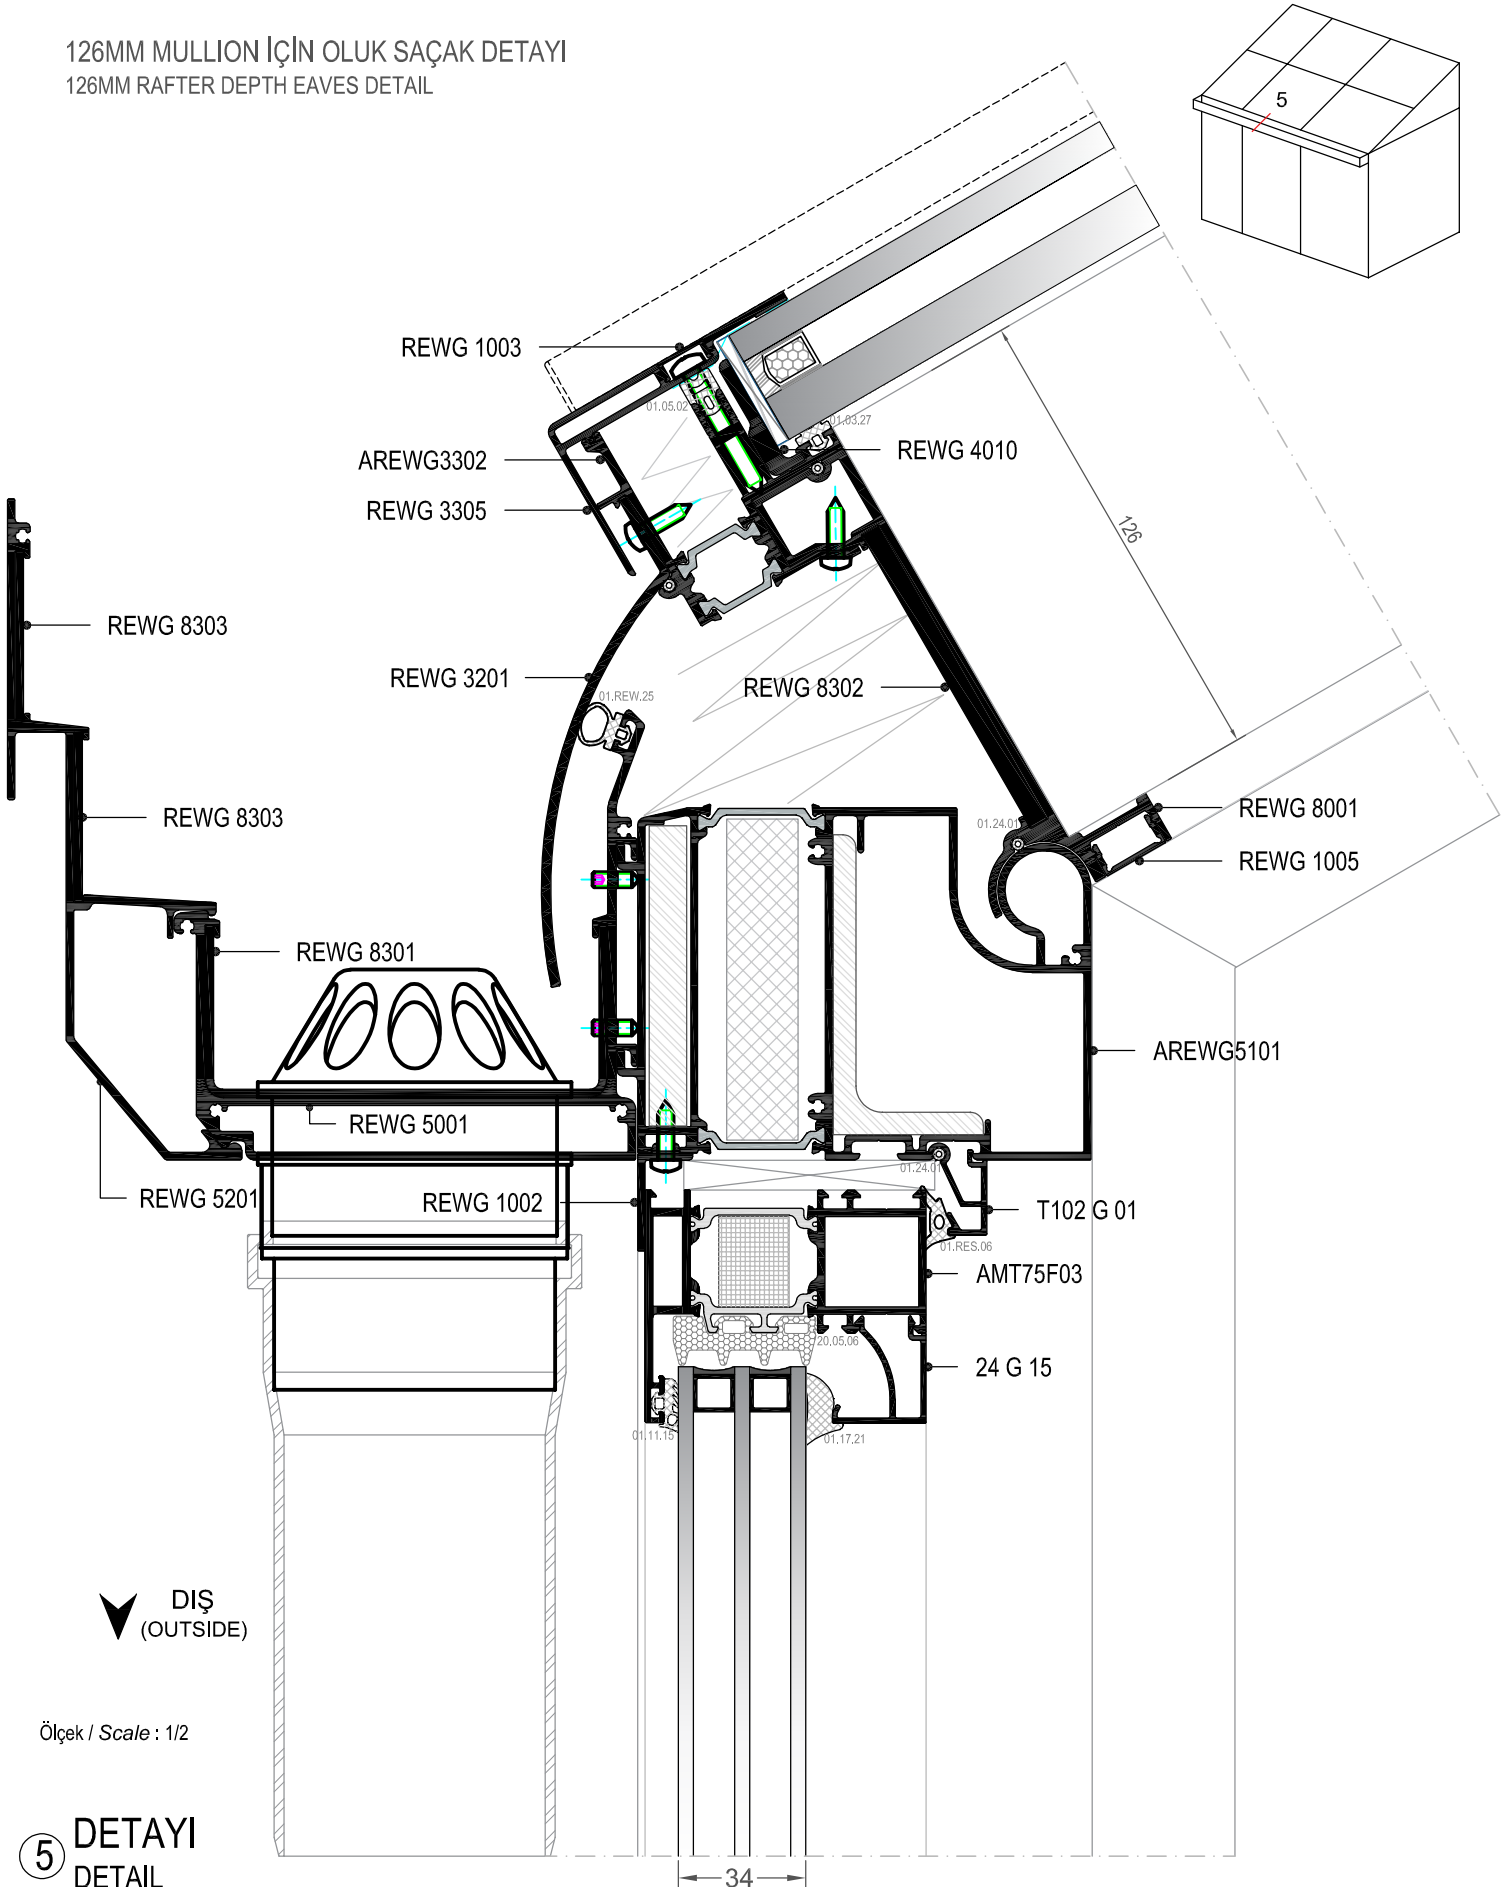 126MM MULLION İÇİN OLUK SAÇAK DETAYI
126MM RAFTER DEPTH EAVES DETAIL
5
REWG 1003
01.05.02
01.03.27
AREWG3302
REWG 4010
REWG 3305
126
REWG 8303
REWG 3201
01.REW.25
REWG 8302
REWG 8303
01.24.01
REWG 8001
REWG 1005
REWG 8301
AREWG5101
REWG 5001
01.24.01
REWG 5201
REWG 1002
T102 G 01
01.RES.06
AMT75F03
20.05.06
24 G 15
01.11.15
01.17.21
DIŞ
(OUTSIDE)
Ölçek / Scale : 1/2
5 DETAYI
DETAIL
34